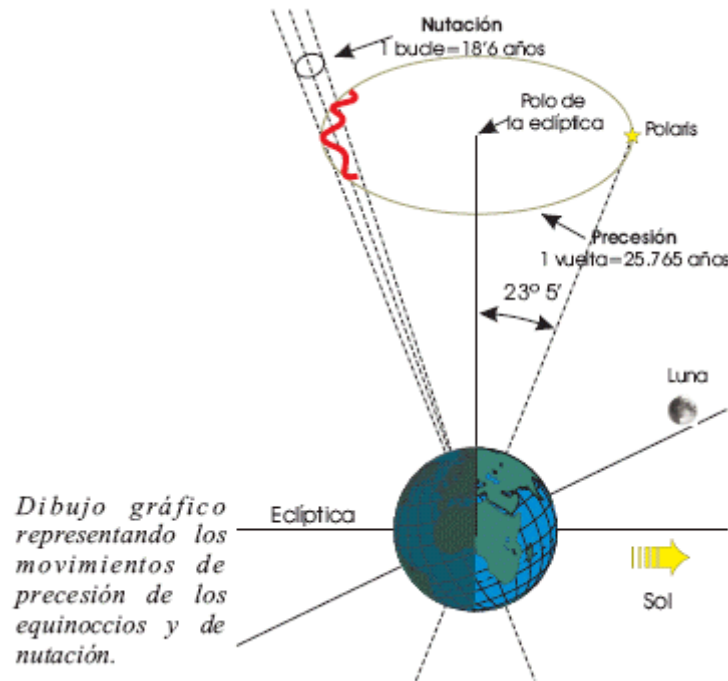 Nutación
1 bucle=18'6 años
Polo de
la eclíptica
Polaris
Precesión
1 vuelta=25.765 años
23º 5'
Luna
Eclíptica
Sol
Dibujo gráfico
representando los
movimientos de
precesión de los
equinoccios y de
nutación.